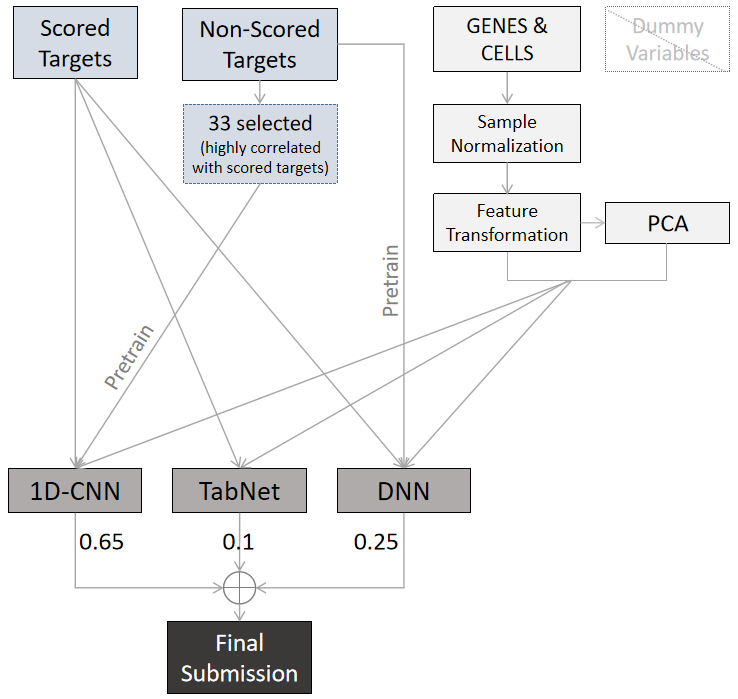 Scored
Targets
Non-Scored
Targets
GENES &
CELLS
Dummy
Variables
33 selected
(highly correlated
with scored targets)
Sample
Normalization
Feature
Transformation
PCA
Pretrain
Pretrain
1D-CNN
TabNet
DNN
0.65
0.1
0.25
Final
Submission